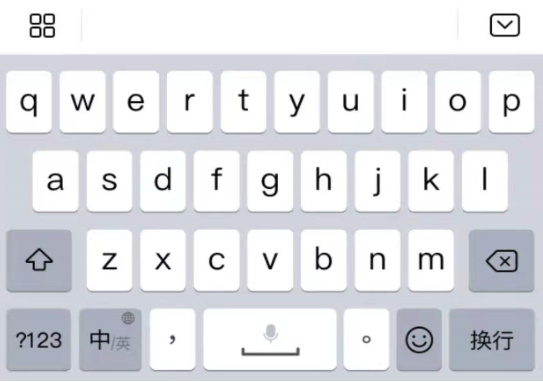 q w e r t y u i o p
a s d f g h j k l
z x c v b n m
?123 中/英 , 。 换行